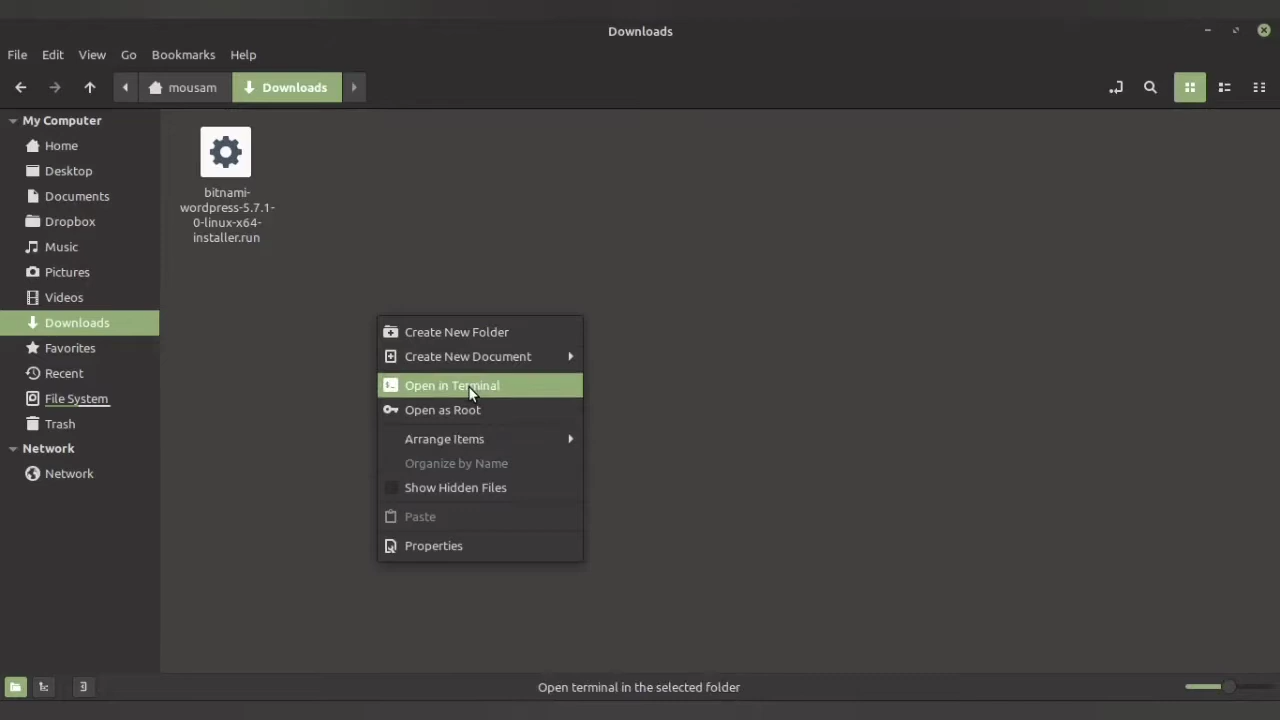 Downloads
File Edit View Go Bookmarks Help
mousam Downloads
My Computer
Home
Desktop
Documents
Dropbox
Music
Pictures
Videos
Downloads
Favorites
Recent
File System
Trash
Network
Network
bitnami-
wordpress-5.7.1-
0-linux-x64-
installer.run
Create New Folder
Create New Document
Open in Terminal
Open as Root
Arrange Items
Organize by Name
Show Hidden Files
Paste
Properties
Open terminal in the selected folder